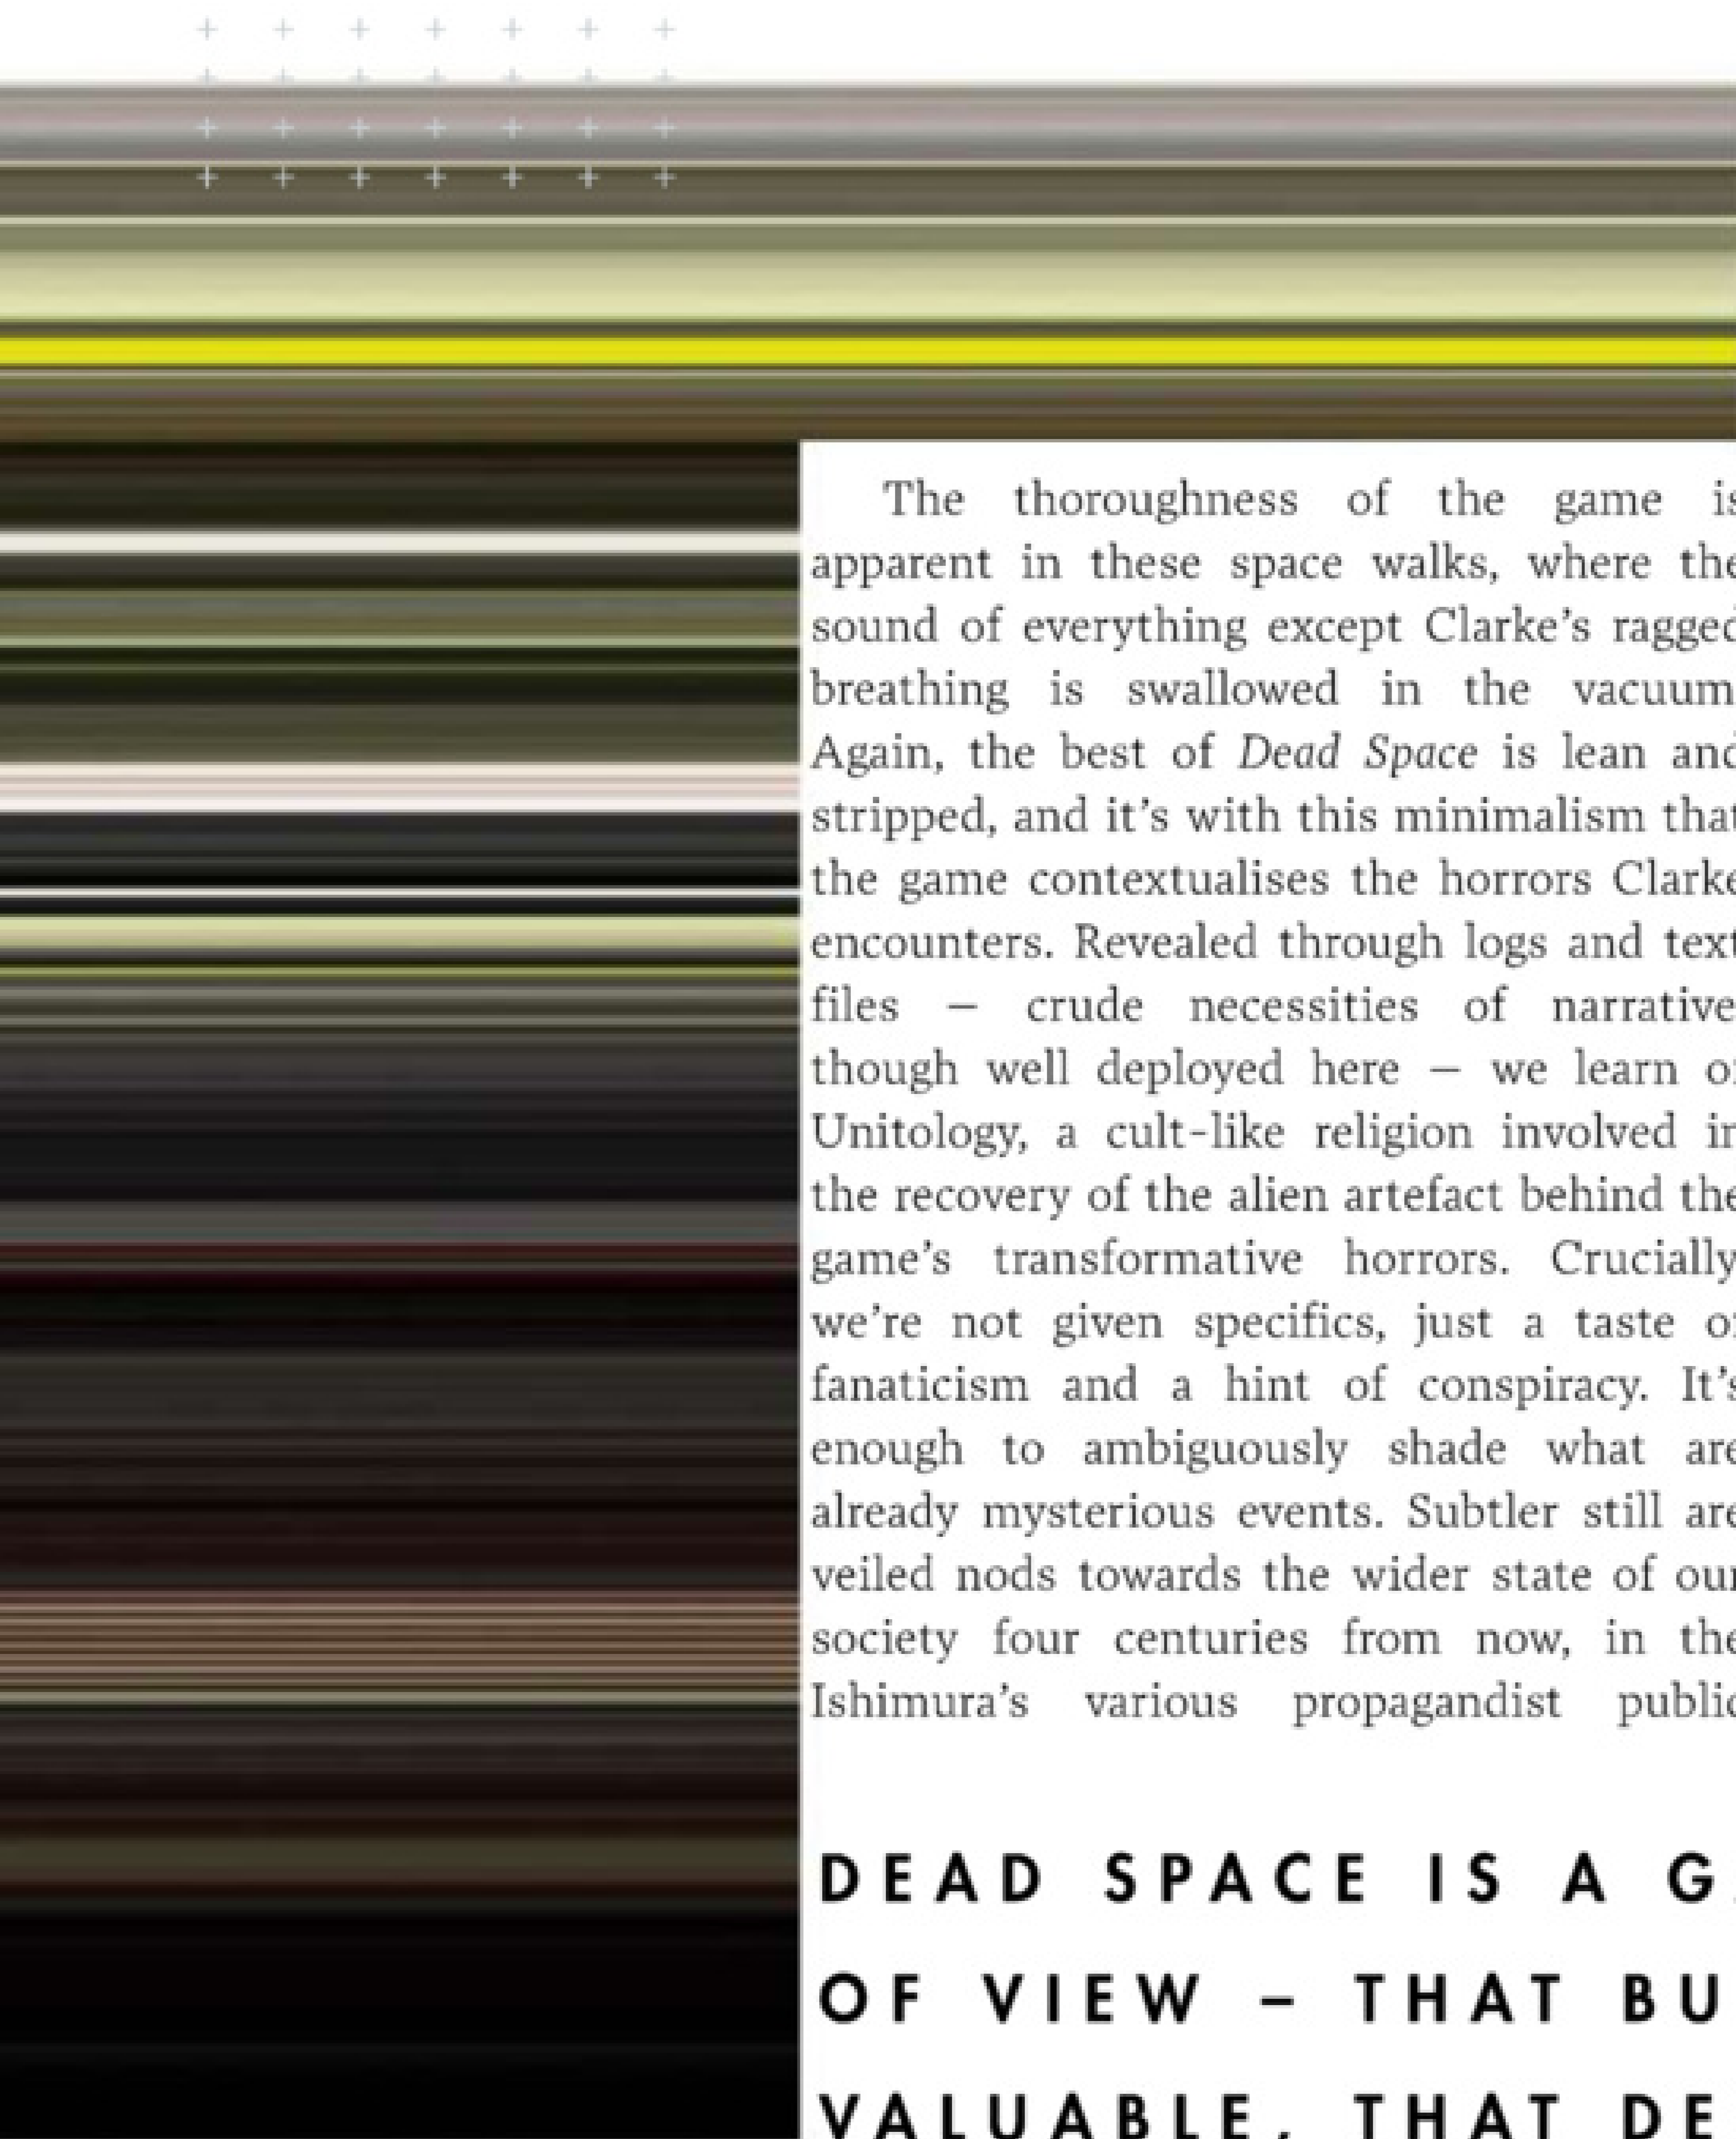 The thoroughness of the game is
apparent in these space walks, where the
sound of everything except Clarke’s ragged
breathing is swallowed in the vacuum
Again, the best of Dead Space is lean and
stripped, and it’s with this minimalism that
the game contextualises the horrors Clarke
encounters. Revealed through logs and text
files – crude necessities of narrative
though well deployed here – we learn of
Unitology, a cult-like religion involved in
the recovery of the alien artefact behind the
game’s transformative horrors. Crucially
we’re not given specifics, just a taste of
fanaticism and a hint of conspiracy. It’s
enough to ambiguously shade what are
already mysterious events. Subtler still are
veiled nods towards the wider state of our
society four centuries from now, in the
Ishimura’s various propagandist public
DEAD SPACE IS A G
OF VIEW – THAT BU
VALUABLE, THAT DE